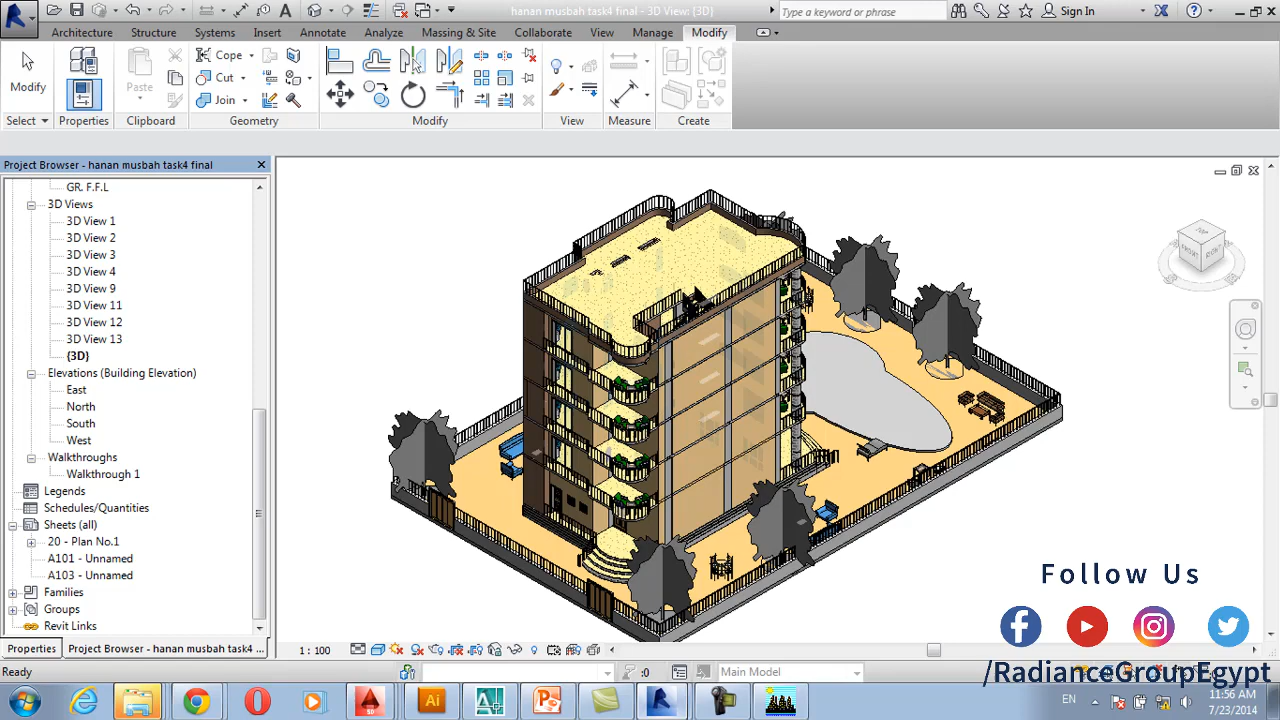 hanan musbah task4 final - 3D View: {3D}
Type a keyword or phrase
Sign In
Architecture Structure Systems Insert Annotate Analyze Massing & Site Collaborate View Manage Modify
Modify
Cope
Cut
Join
Paste
Select Properties Clipboard Geometry Modify View Measure Create
Project Browser - hanan musbah task4 final
GR. F.F.L
3D Views
3D View 1
3D View 2
3D View 3
3D View 4
3D View 9
3D View 11
3D View 12
3D View 13
{3D}
Elevations (Building Elevation)
East
North
South
West
Walkthroughs
Walkthrough 1
Legends
Schedules/Quantities
Sheets (all)
20 - Plan No.1
A101 - Unnamed
A103 - Unnamed
Families
Groups
Revit Links
Properties Project Browser - hanan musbah task4 ...
1 : 100
Follow Us
/RadianceGroupEgypt
Ready
:0
Main Model
EN
11:56 AM
7/23/2014